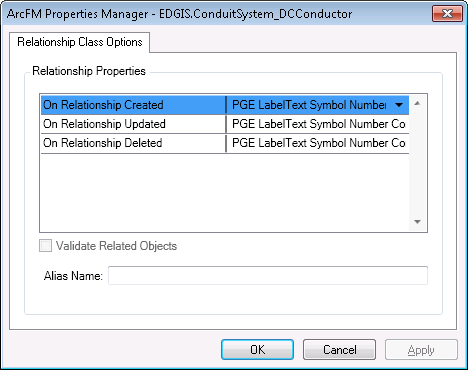 ArcFM Properties Manager - EDGIS.ConduitSystem_DCConductor
Relationship Class Options
Relationship Properties
On Relationship Created PGE LabelText Symbol Number
On Relationship Updated PGE LabelText Symbol Number Co
On Relationship Deleted PGE LabelText Symbol Number Co
Validate Related Objects
Alias Name:
OK Cancel Apply